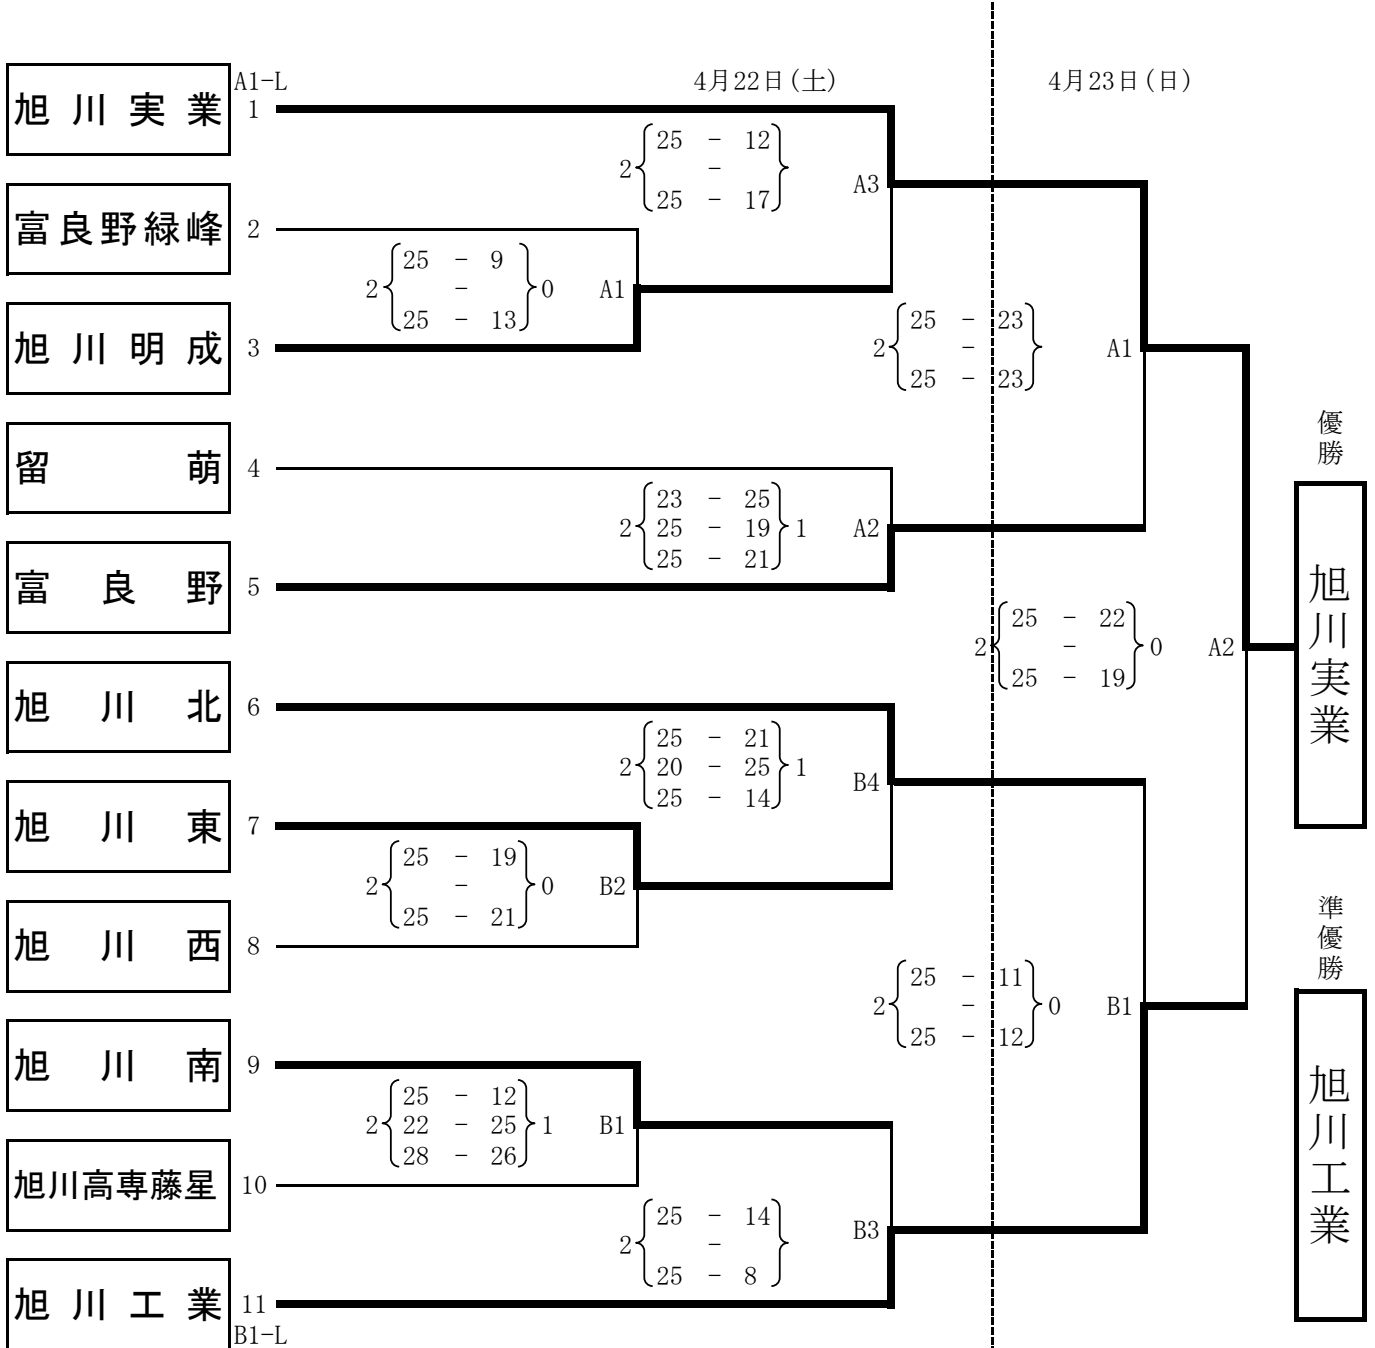 4月22日(土)
4月23日(日)
A1-L
旭川実業 1
25 - 12
2 -
25 - 17
A3
富良野緑峰 2
25 - 9
2 - 0
25 - 13
A1
旭川明成 3
25 - 23
2 -
25 - 23
A1
留萌 4
23 - 25
2 25 - 19 1
25 - 21
A2
富良野 5
25 - 22
2 - 0
25 - 19
A2
旭川北 6
25 - 21
2 20 - 25 1
25 - 14
B4
旭川東 7
25 - 19
2 - 0
25 - 21
B2
旭川西 8
25 - 11
2 - 0
25 - 12
B1
旭川南 9
25 - 12
2 22 - 25 1
28 - 26
B1
旭川高専藤星 10
25 - 14
2 -
25 - 8
B3
旭川工業 11
B1-L
優勝
旭川実業
準優勝
旭川工業